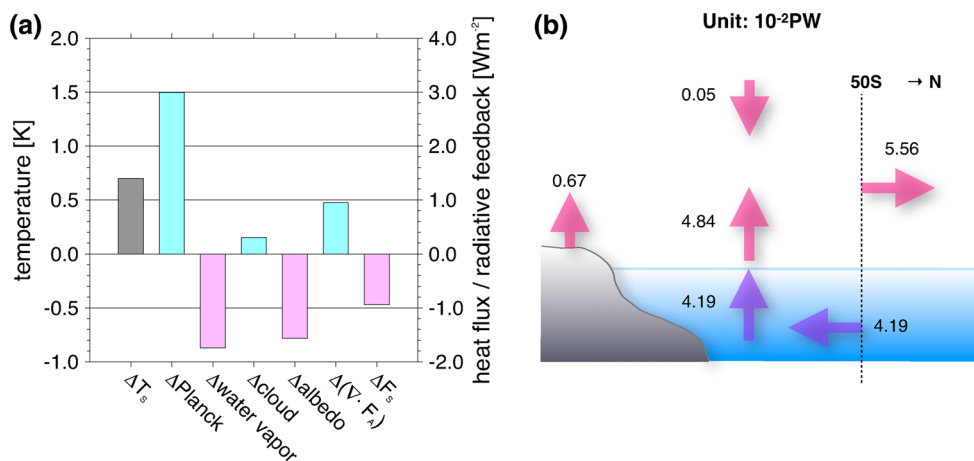 (a)
2.0
1.5
1.0
0.5
0.0
-0.5
-1.0
temperature [K]
4.0
3.0
2.0
1.0
0.0
-1.0
-2.0
heat flux / radiative feedback [Wm⁻²]
ΔTₛ
ΔPlanck
Δwater vapor
Δcloud
Δalbedo
Δ(∇· F_A)
ΔFₛ
(b)
Unit: 10⁻²PW
0.05
50S → N
5.56
0.67
4.84
4.19
4.19